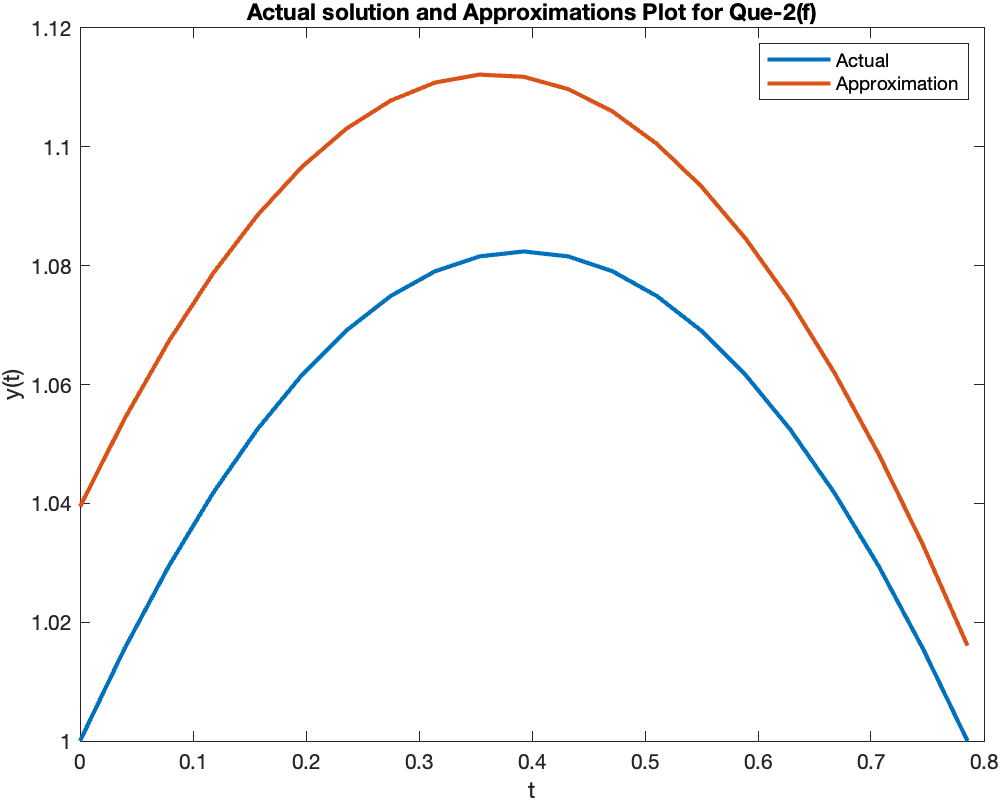 Actual solution and Approximations Plot for Que-2(f)
Actual
Approximation
y(t)
1.12
1.1
1.08
1.06
1.04
1.02
1
0 0.1 0.2 0.3 0.4 0.5 0.6 0.7 0.8
t